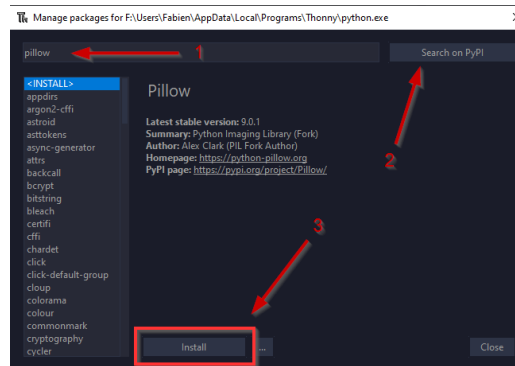 Manage packages for F:\Users\Fabien\AppData\Local\Programs\Thonny\python.exe
pillow
1
Search on PyPI
<INSTALL>
appdirs
argon2-cffi
astroid
asttokens
async-generator
attrs
backcall
bcrypt
bitstring
bleach
certifi
cffi
chardet
click
click-default-group
cloup
colorama
colour
commonmark
cryptography
cycler
Pillow
Latest stable version: 9.0.1
Summary: Python Imaging Library (Fork)
Author: Alex Clark (PIL Fork Author)
Homepage: https://python-pillow.org
PyPI page: https://pypi.org/project/Pillow/
2
3
Install
...
Close